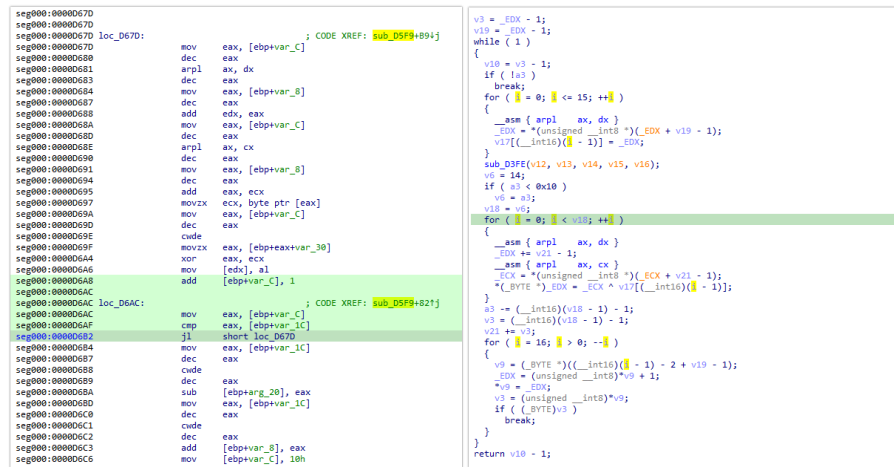 seg000:0000D67D
seg000:0000D67D
seg000:0000D67D loc_D67D: ; CODE XREF: sub_D5F9+B9↓j
seg000:0000D67D mov eax, [ebp+var_C]
seg000:0000D680 dec eax
seg000:0000D681 arpl ax, dx
seg000:0000D683 dec eax
seg000:0000D684 mov eax, [ebp+var_8]
seg000:0000D687 dec eax
seg000:0000D688 add edx, eax
seg000:0000D68A mov eax, [ebp+var_C]
seg000:0000D68D dec eax
seg000:0000D68E arpl ax, cx
seg000:0000D690 dec eax
seg000:0000D691 mov eax, [ebp+var_8]
seg000:0000D694 dec eax
seg000:0000D695 add eax, ecx
seg000:0000D697 movzx ecx, byte ptr [eax]
seg000:0000D69A mov eax, [ebp+var_C]
seg000:0000D69D dec eax
seg000:0000D69E cwde
seg000:0000D69F movzx eax, [ebp+eax+var_30]
seg000:0000D6A4 xor eax, ecx
seg000:0000D6A6 mov [edx], al
seg000:0000D6A8 add [ebp+var_C], 1
seg000:0000D6AC
seg000:0000D6AC loc_D6AC: ; CODE XREF: sub_D5F9+82↑j
seg000:0000D6AC mov eax, [ebp+var_C]
seg000:0000D6AF cmp eax, [ebp+var_1C]
seg000:0000D6B2 jl short loc_D67D
seg000:0000D6B4 mov eax, [ebp+var_1C]
seg000:0000D6B7 dec eax
seg000:0000D6B8 cwde
seg000:0000D6B9 dec eax
seg000:0000D6BA sub [ebp+arg_20], eax
seg000:0000D6BD mov eax, [ebp+var_1C]
seg000:0000D6C0 dec eax
seg000:0000D6C1 cwde
seg000:0000D6C2 dec eax
seg000:0000D6C3 add [ebp+var_8], eax
seg000:0000D6C6 mov [ebp+var_C], 10h
v3 = _EDX - 1;
v19 = _EDX - 1;
while ( 1 )
{
v10 = v3 - 1;
if ( !a3 )
break;
for ( i = 0; i <= 15; ++i )
{
__asm { arpl ax, dx }
_EDX = *(unsigned __int8 *)(_EDX + v19 - 1);
v17[(__int16)(i - 1)] = _EDX;
}
sub_D3FE(v12, v13, v14, v15, v16);
v6 = 14;
if ( a3 < 0x10 )
v6 = a3;
v18 = v6;
for ( i = 0; i < v18; ++i )
{
__asm { arpl ax, dx }
_EDX += v21 - 1;
__asm { arpl ax, cx }
_ECX = *(unsigned __int8 *)(_ECX + v21 - 1);
*(_BYTE *)_EDX = _ECX ^ v17[(__int16)(i - 1)];
}
a3 -= (__int16)(v18 - 1) - 1;
v3 = (__int16)(v18 - 1) - 1;
v21 += v3;
for ( i = 16; i > 0; --i )
{
v9 = (_BYTE *)((__int16)(i - 1) - 2 + v19 - 1);
_EDX = (unsigned __int8)*v9 + 1;
*v9 = _EDX;
v3 = (unsigned __int8)*v9;
if ( (_BYTE)v3 )
break;
}
}
return v10 - 1;